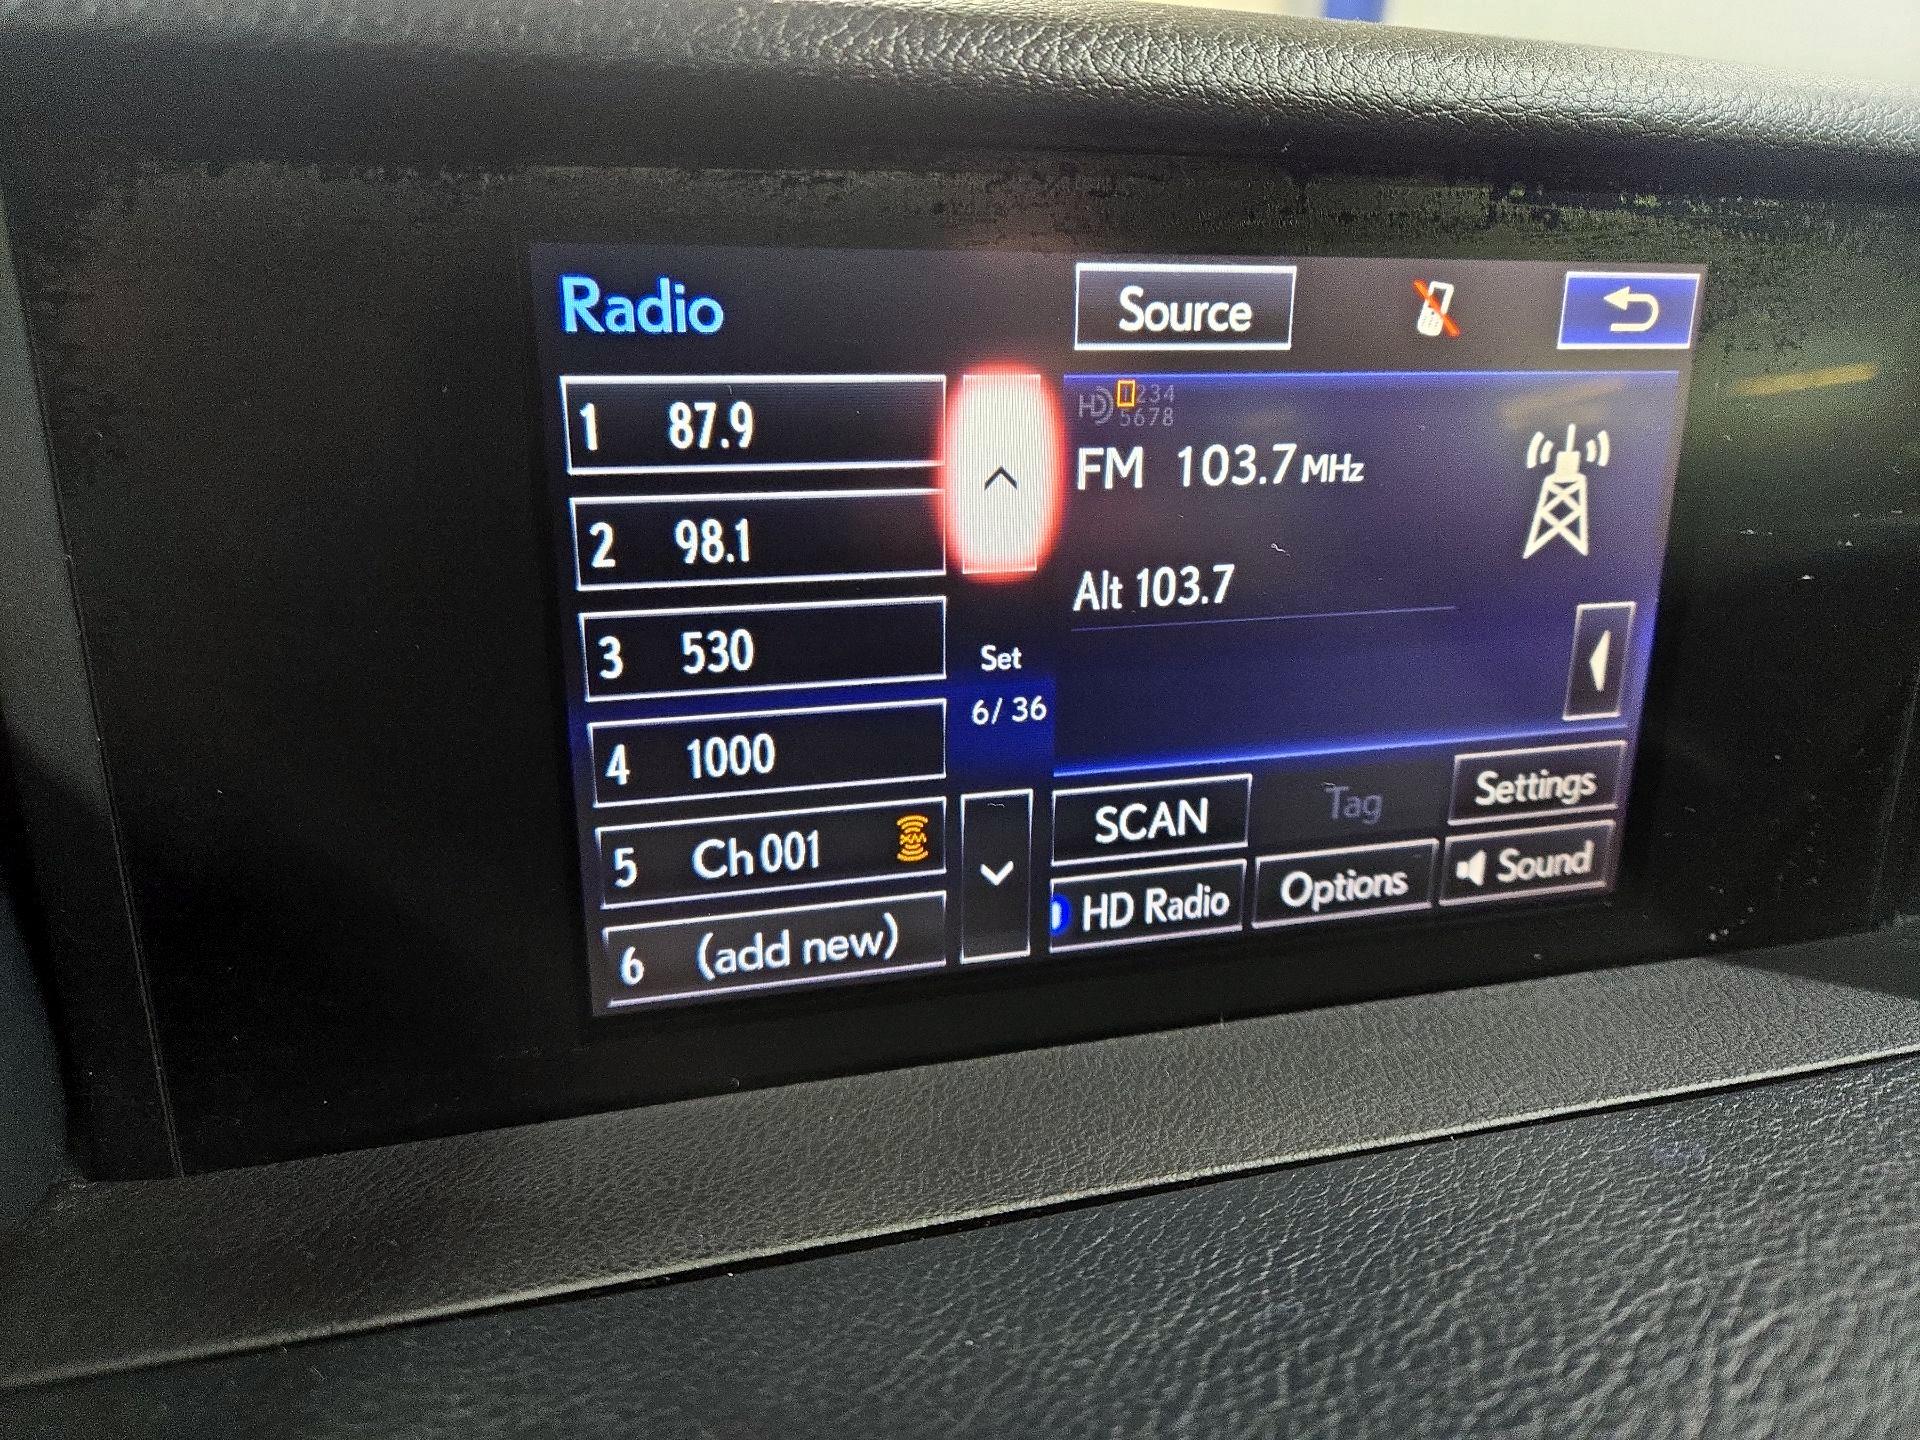 Radio
Source
1 87.9
2 98.1
3 530
4 1000
5 Ch 001
6 (add new)
Set
6/ 36
HD 1234
5678
FM 103.7 MHz
Alt 103.7
SCAN
Tag
Settings
HD Radio
Options
Sound